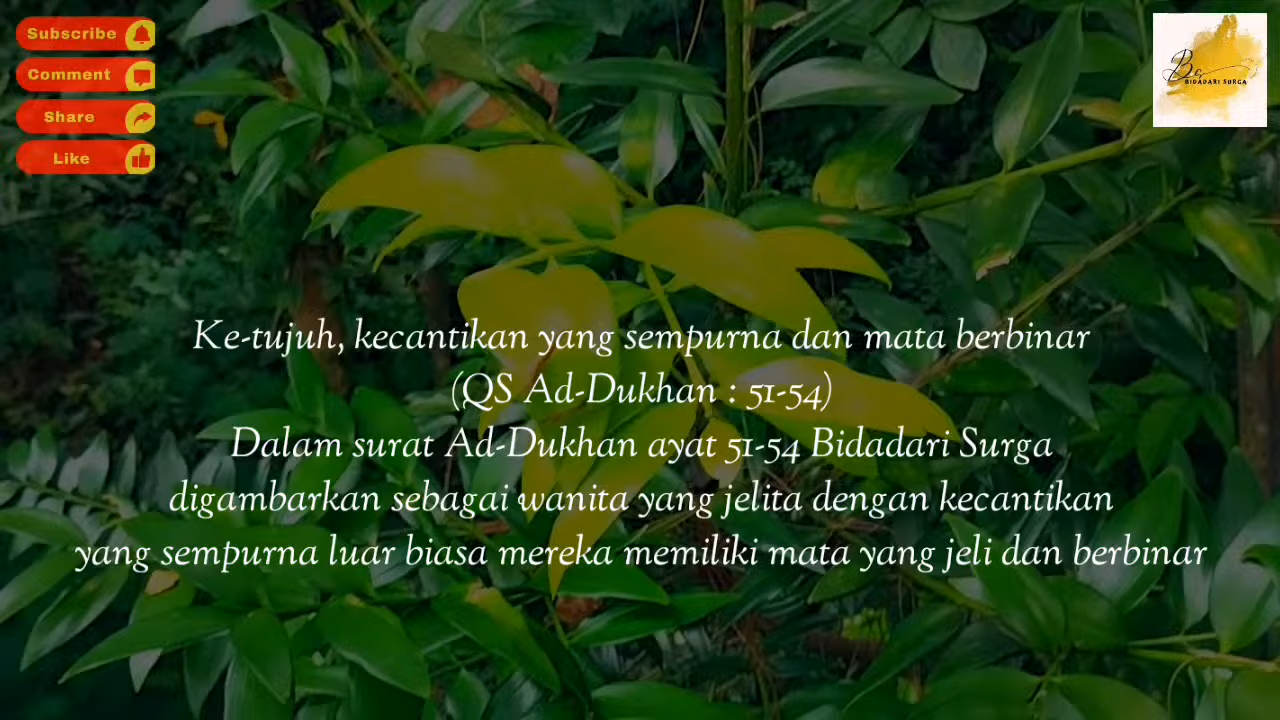 Subscribe
Comment
Share
Like
Bs
BIDADARI SURGA
Ke-tujuh, kecantikan yang sempurna dan mata berbinar
(QS Ad-Dukhan : 51-54)
Dalam surat Ad-Dukhan ayat 51-54 Bidadari Surga
digambarkan sebagai wanita yang jelita dengan kecantikan
yang sempurna luar biasa mereka memiliki mata yang jeli dan berbinar